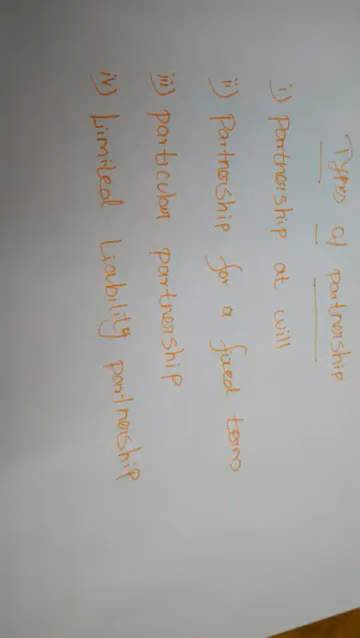 Types of partnership
i) partnership at will
ii) partnership for a fixed term
iii) particular partnership
iv) Limited Liability partnership